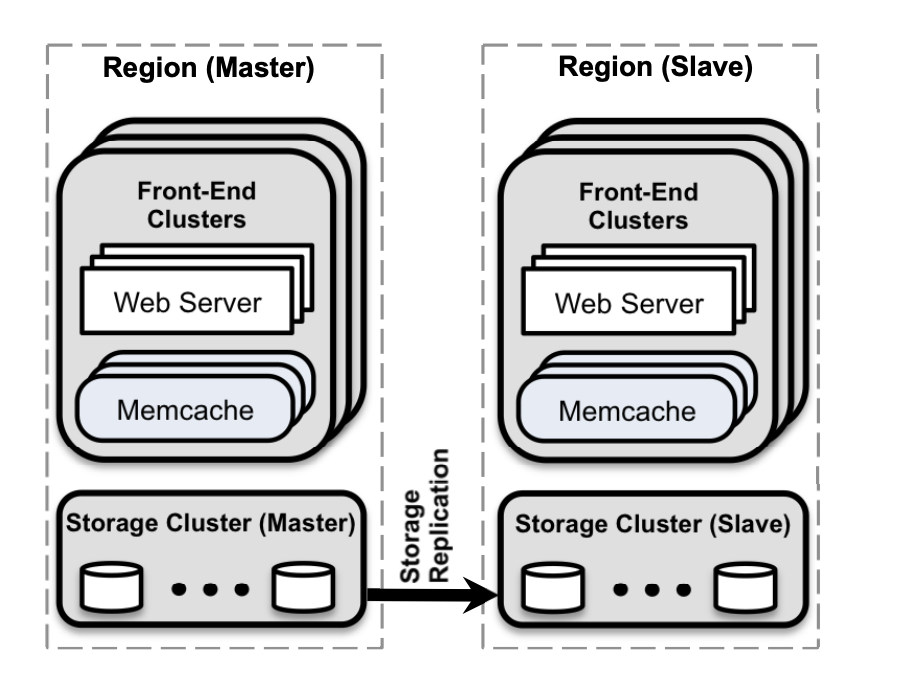 Region (Master)
Front-End
Clusters
Web Server
Memcache
Storage Cluster (Master)
Storage
Replication
Region (Slave)
Front-End
Clusters
Web Server
Memcache
Storage Cluster (Slave)